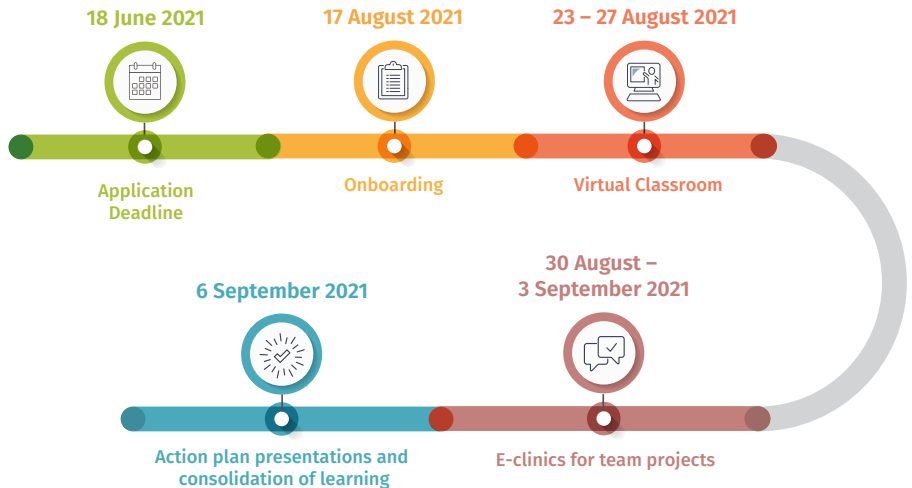 18 June 2021
17 August 2021
23 – 27 August 2021
Application
Deadline
Onboarding
Virtual Classroom
30 August –
3 September 2021
6 September 2021
E-clinics for team projects
Action plan presentations and
consolidation of learning